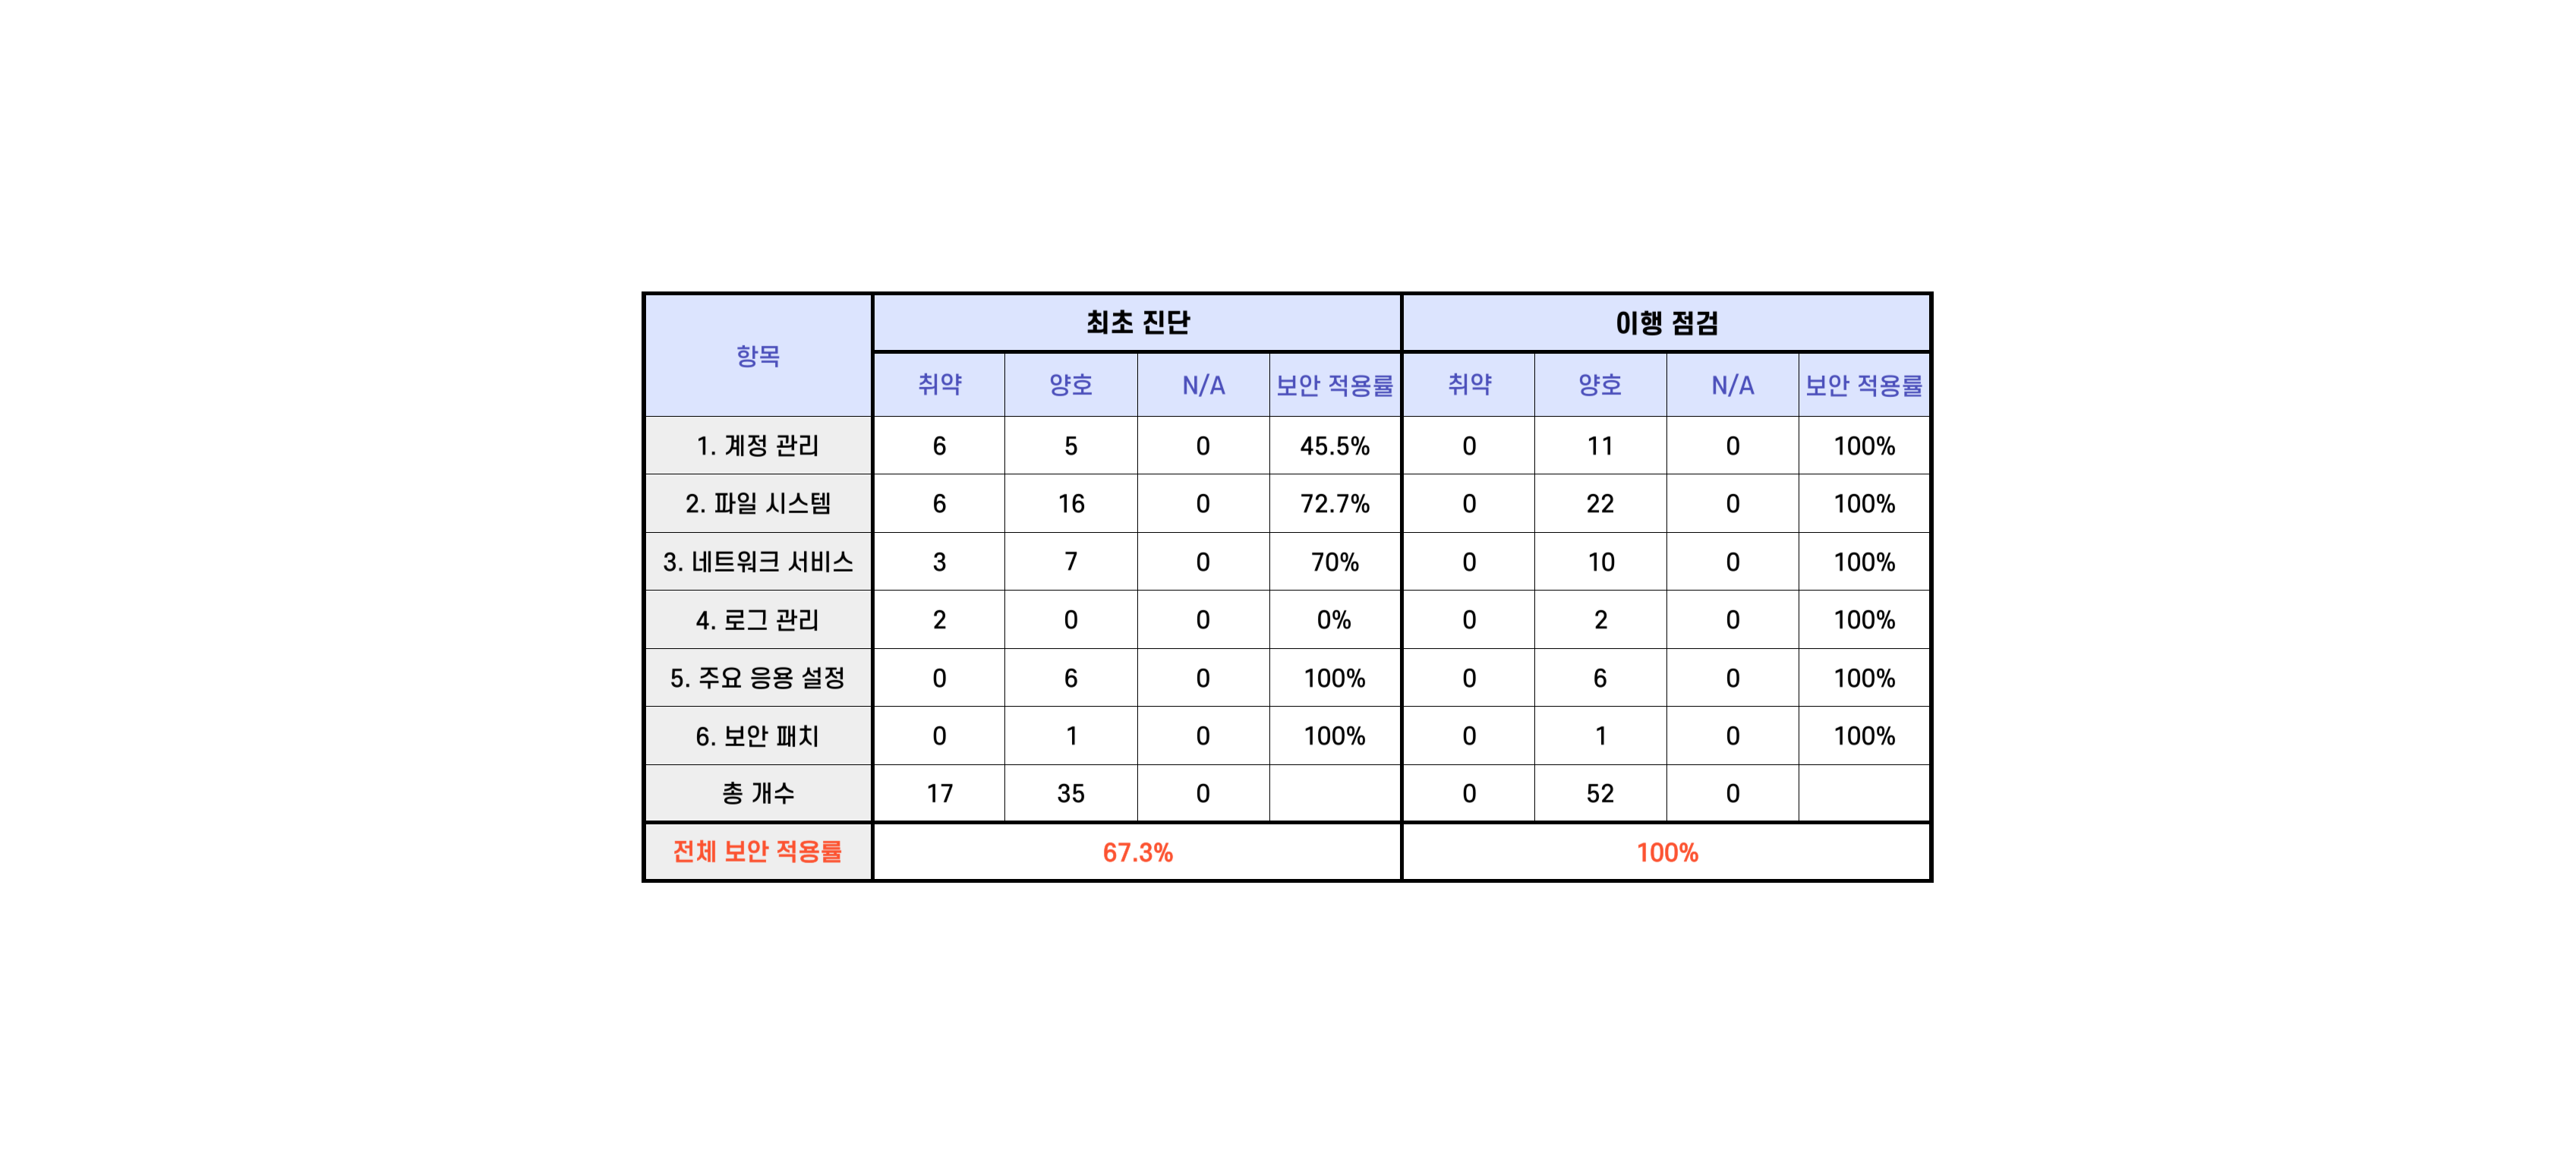 항목 최초 진단 이행 점검
취약 양호 N/A 보안 적용률 취약 양호 N/A 보안 적용률
1. 계정 관리 6 5 0 45.5% 0 11 0 100%
2. 파일 시스템 6 16 0 72.7% 0 22 0 100%
3. 네트워크 서비스 3 7 0 70% 0 10 0 100%
4. 로그 관리 2 0 0 0% 0 2 0 100%
5. 주요 응용 설정 0 6 0 100% 0 6 0 100%
6. 보안 패치 0 1 0 100% 0 1 0 100%
총 개수 17 35 0 0 52 0
전체 보안 적용률 67.3% 100%